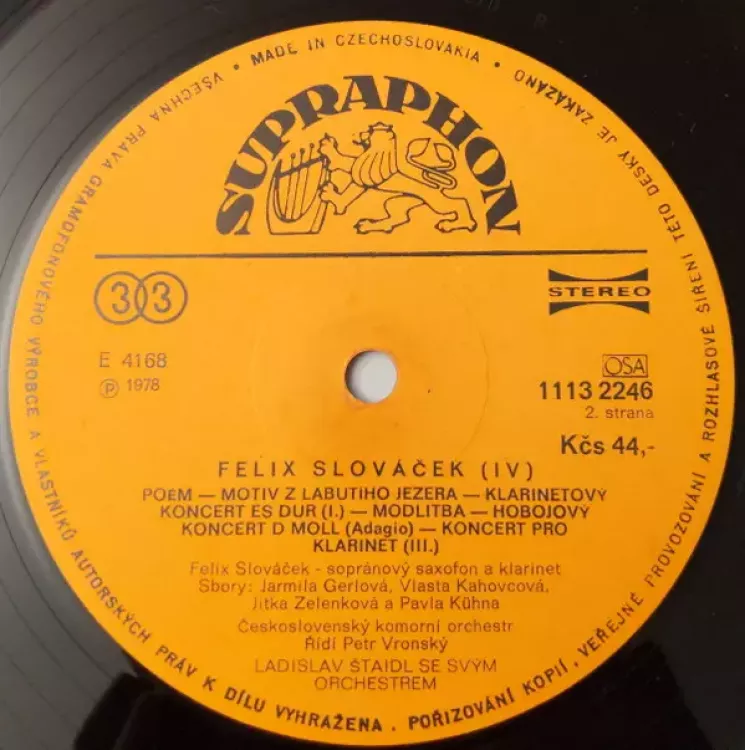 VŠECHNA PRÁVA GRAMOFONOVÉHO VÝROBCE A VLASTNÍKŮ AUTORSKÝCH PRÁV K DÍLU VYHRAŽENA . POŘIZOVÁNÍ KOPIÍ, VEŘEJNÉ PROVOZOVÁNÍ A ROZHLASOVÉ ŠÍŘENÍ TÉTO DESKY JE ZAKÁZÁNO
• MADE IN CZECHOSLOVAKIA •
SUPRAPHON
33
STEREO
E 4168
Ⓟ 1978
OSA
1113 2246
2. strana
Kčs 44,-
FELIX SLOVÁČEK (IV)
POÉM — MOTIV Z LABUTIHO JEZERA — KLARINETOVÝ
KONCERT ES DUR (I.) — MODLITBA — HOBOJOVÝ
KONCERT D MOLL (Adagio) — KONCERT PRO
KLARINET (III.)
Felix Slováček - sopránový saxofon a klarinet
Sbory: Jarmila Gerlová, Vlasta Kahovcová,
Jitka Zelenková a Pavla Kühna
Československý komorní orchestr
Řídí Petr Vronský
LADISLAV ŠTAIDL SE SVÝM
ORCHESTREM